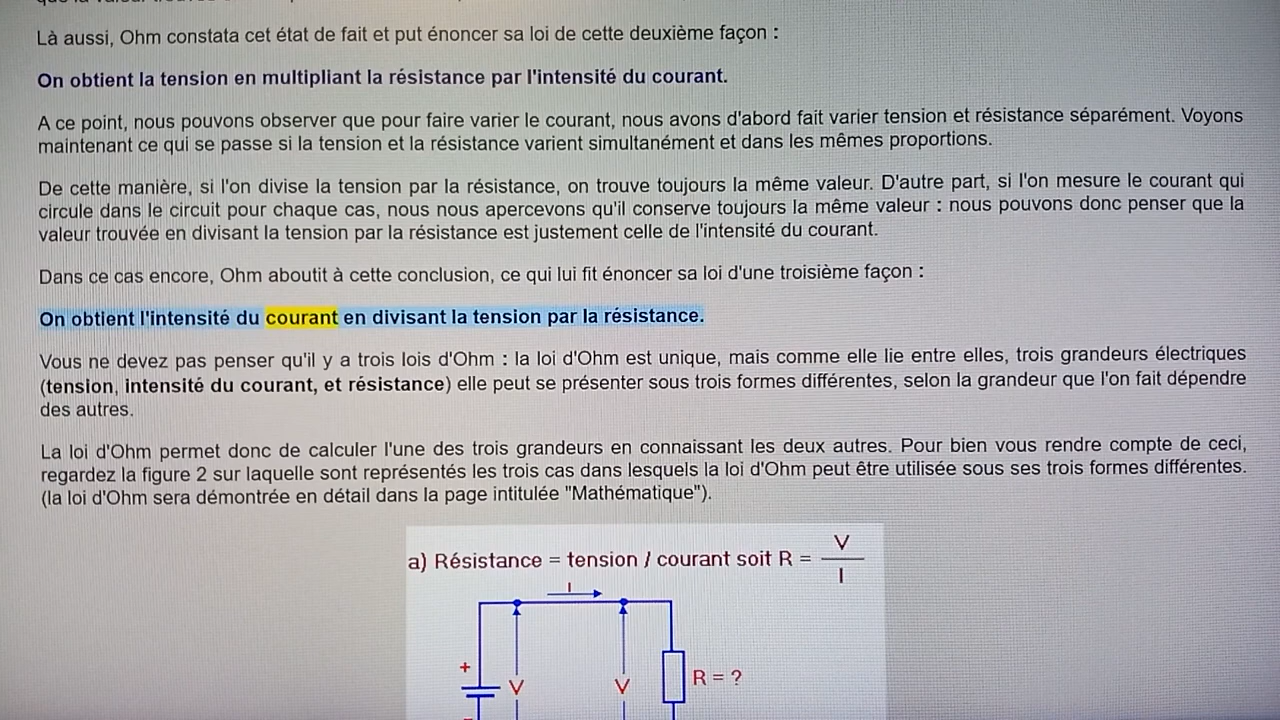 Là aussi, Ohm constata cet état de fait et put énoncer sa loi de cette deuxième façon :
On obtient la tension en multipliant la résistance par l'intensité du courant.
A ce point, nous pouvons observer que pour faire varier le courant, nous avons d'abord fait varier tension et résistance séparément. Voyons
maintenant ce qui se passe si la tension et la résistance varient simultanément et dans les mêmes proportions.
De cette manière, si l'on divise la tension par la résistance, on trouve toujours la même valeur. D'autre part, si l'on mesure le courant qui
circule dans le circuit pour chaque cas, nous nous apercevons qu'il conserve toujours la même valeur : nous pouvons donc penser que la
valeur trouvée en divisant la tension par la résistance est justement celle de l'intensité du courant.
Dans ce cas encore, Ohm aboutit à cette conclusion, ce qui lui fit énoncer sa loi d'une troisième façon :
On obtient l'intensité du courant en divisant la tension par la résistance.
Vous ne devez pas penser qu'il y a trois lois d'Ohm : la loi d'Ohm est unique, mais comme elle lie entre elles, trois grandeurs électriques
(tension, intensité du courant, et résistance) elle peut se présenter sous trois formes différentes, selon la grandeur que l'on fait dépendre
des autres.
La loi d'Ohm permet donc de calculer l'une des trois grandeurs en connaissant les deux autres. Pour bien vous rendre compte de ceci,
regardez la figure 2 sur laquelle sont représentés les trois cas dans lesquels la loi d'Ohm peut être utilisée sous ses trois formes différentes.
(la loi d'Ohm sera démontrée en détail dans la page intitulée "Mathématique").
a) Résistance = tension / courant soit R = V / I
I
+
V
V
R = ?